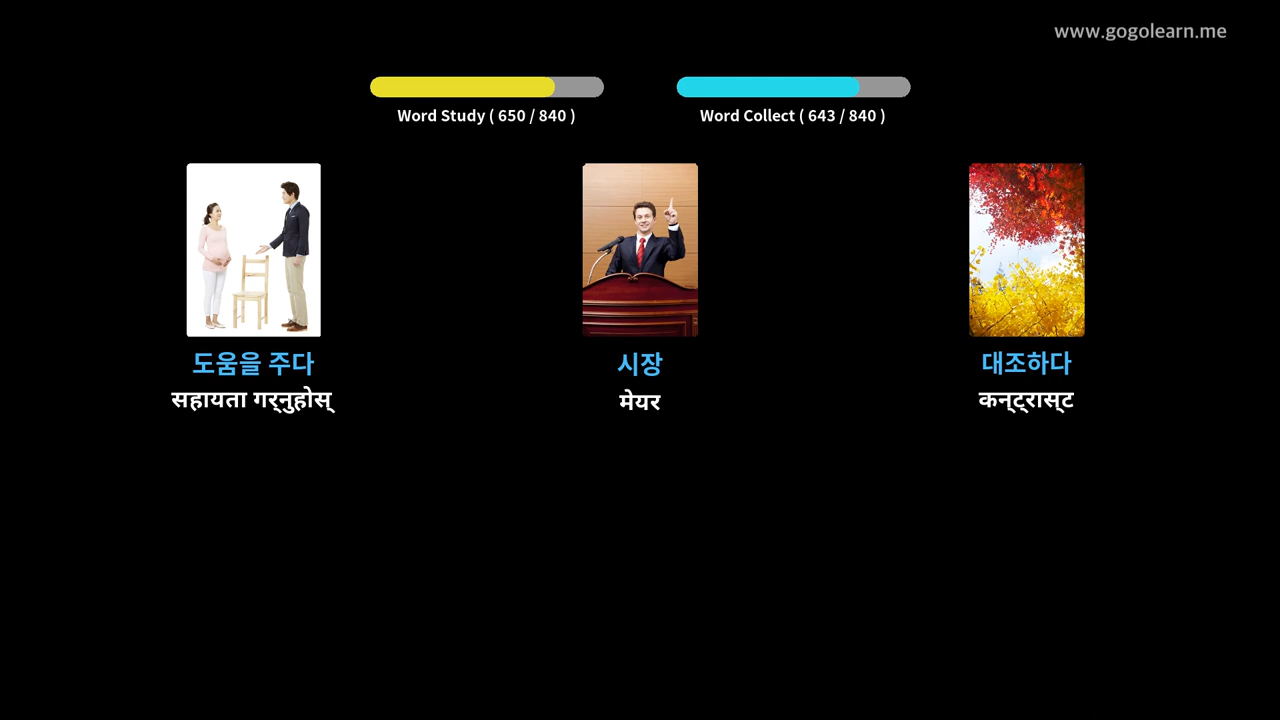 www.gogolearn.me
Word Study ( 650 / 840 )
Word Collect ( 643 / 840 )
도움을 주다
시장
대조하다
सहायता गर्नुहोस्
मेयर
कन्ट्रास्ट